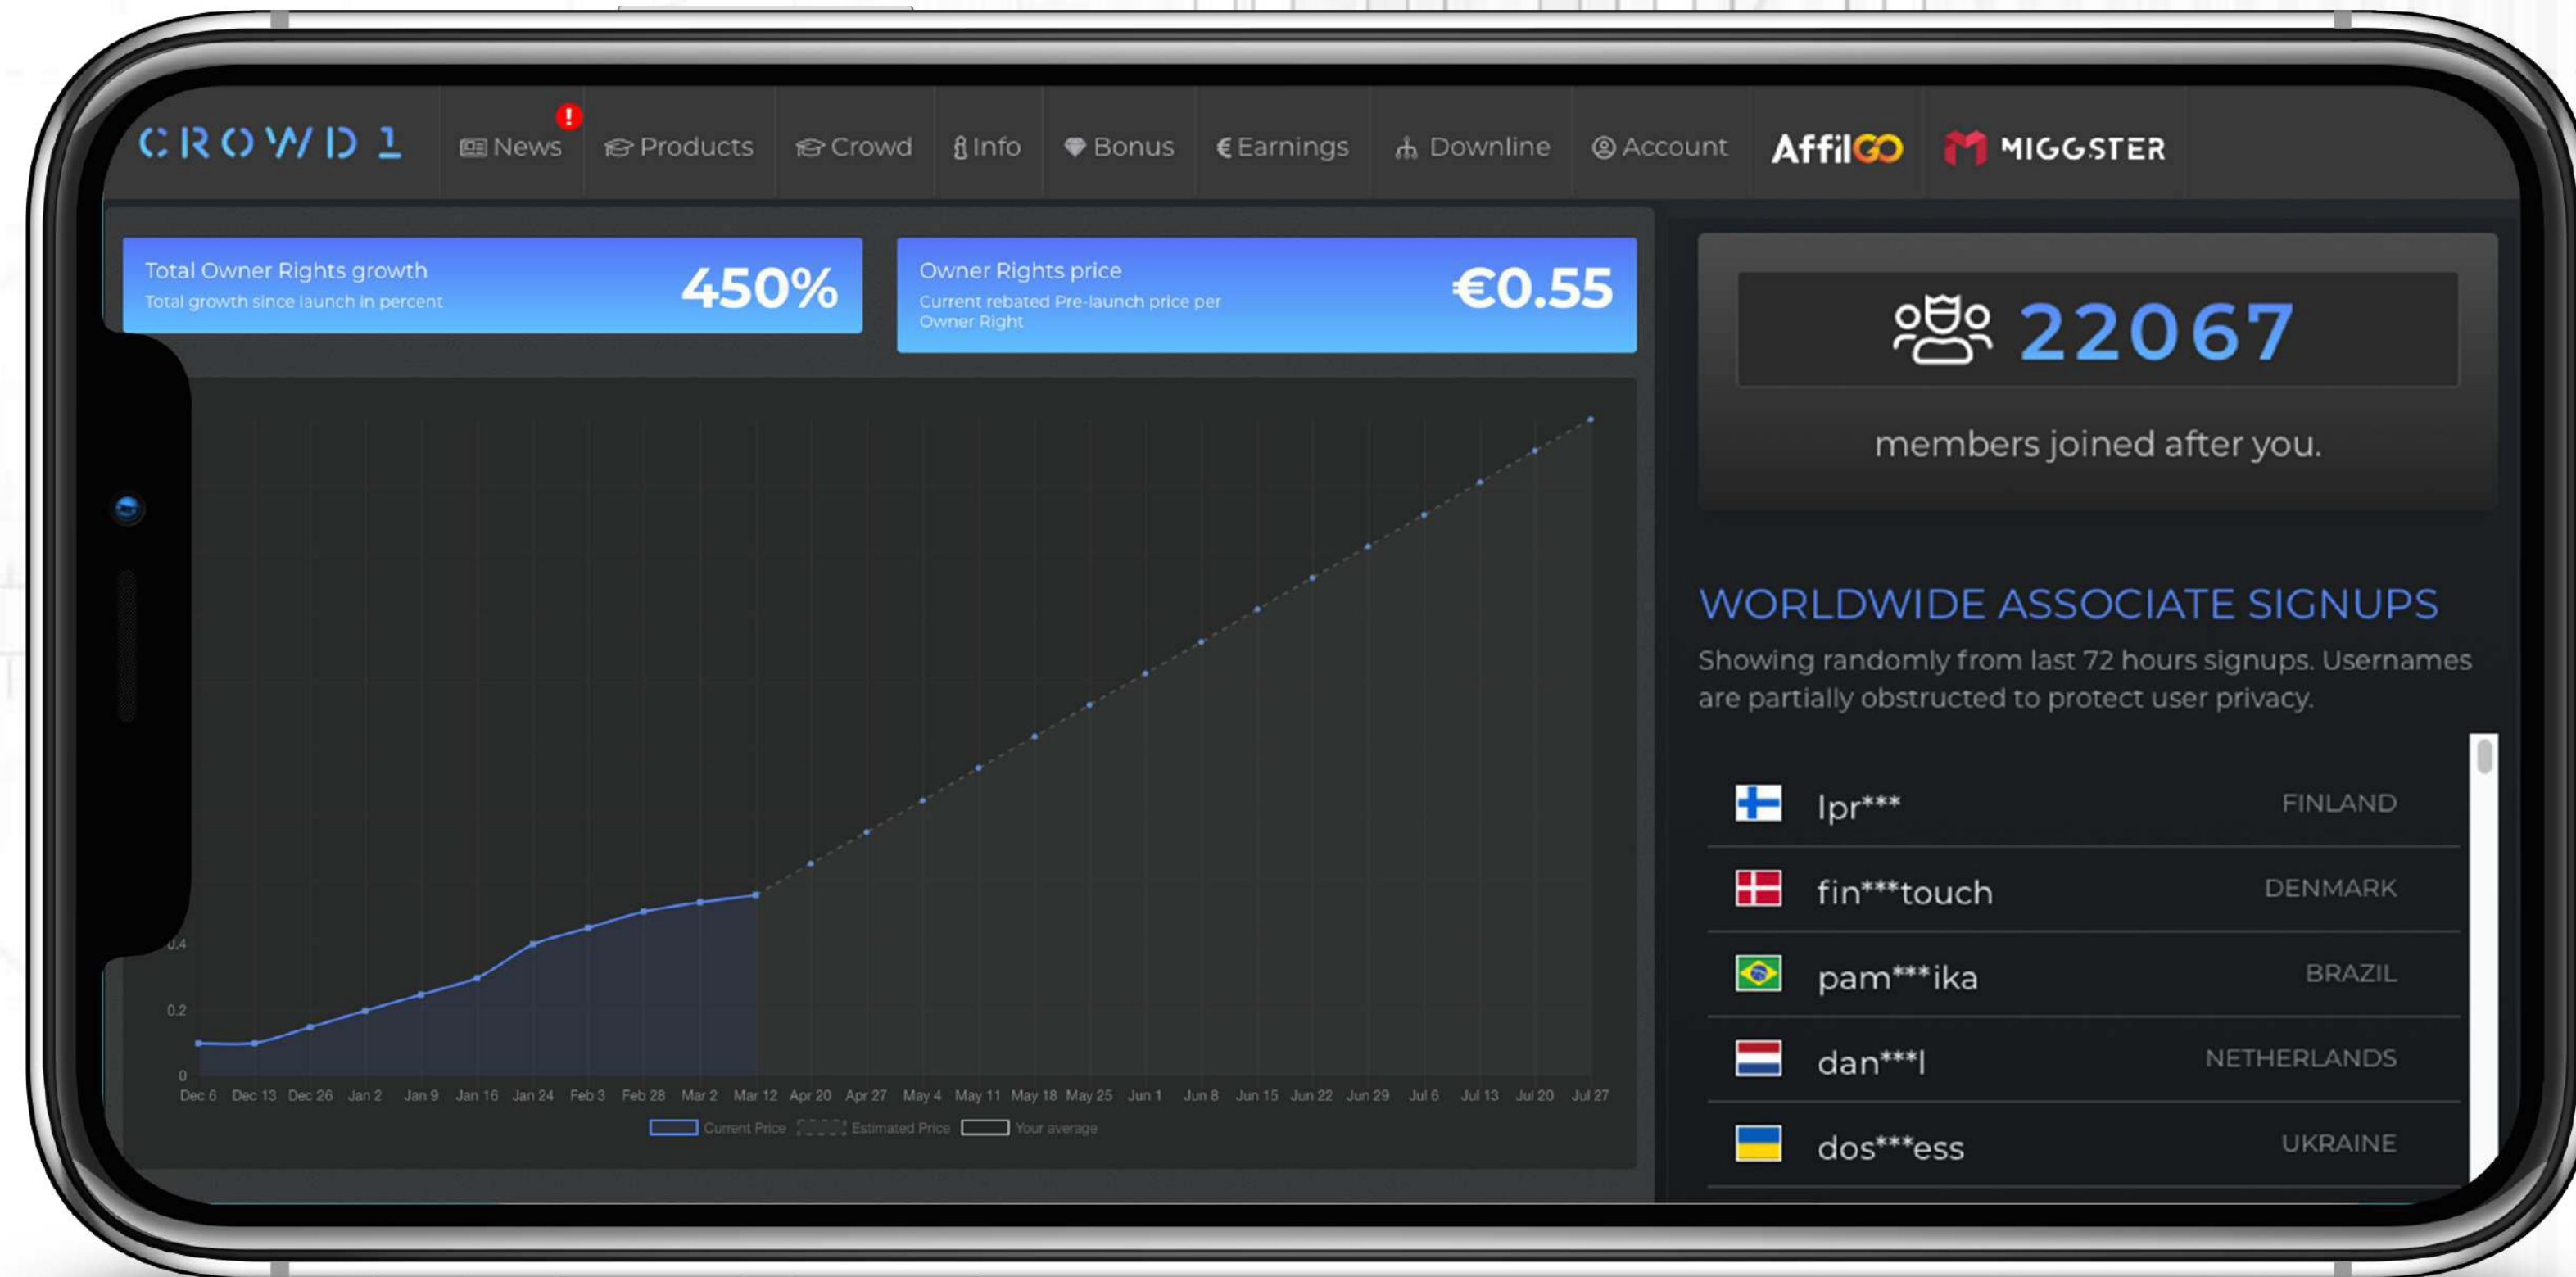 CROWD 1
News
!
Products
Crowd
Info
Bonus
€ Earnings
Downline
Account
AffilGO
MIGGSTER
Total Owner Rights growth
Total growth since launch in percent
450%
Owner Rights price
Current rebated Pre-launch price per
Owner Right
€0.55
22067
members joined after you.
WORLDWIDE ASSOCIATE SIGNUPS
Showing randomly from last 72 hours signups. Usernames
are partially obstructed to protect user privacy.
lpr*** FINLAND
fin***touch DENMARK
pam***ika BRAZIL
dan***l NETHERLANDS
dos***ess UKRAINE
0.4
0.2
0
Dec 6 Dec 13 Dec 26 Jan 2 Jan 9 Jan 16 Jan 24 Feb 3 Feb 28 Mar 2 Mar 12 Apr 20 Apr 27 May 4 May 11 May 18 May 25 Jun 1 Jun 8 Jun 15 Jun 22 Jun 29 Jul 6 Jul 13 Jul 20 Jul 27
Current Price Estimated Price Your average